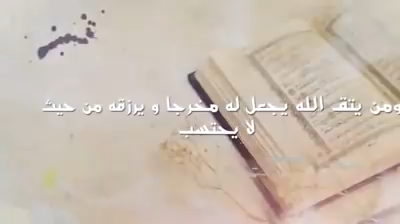 ومن يتق الله يجعل له مخرجا و يرزقه من حيث
لا يحتسب